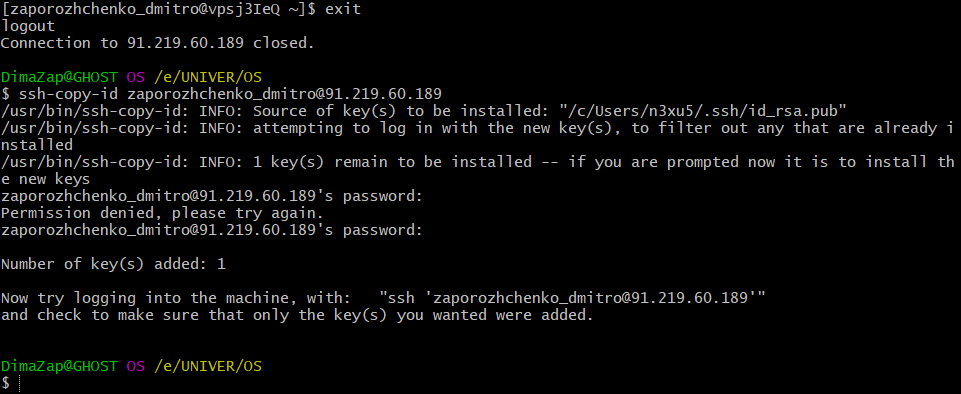 [zaporozhchenko_dmitro@vpsj3IeQ ~]$ exit
logout
Connection to 91.219.60.189 closed.
DimaZap@GHOST OS /e/UNIVER/OS
$ ssh-copy-id zaporozhchenko_dmitro@91.219.60.189
/usr/bin/ssh-copy-id: INFO: Source of key(s) to be installed: "/c/Users/n3xu5/.ssh/id_rsa.pub"
/usr/bin/ssh-copy-id: INFO: attempting to log in with the new key(s), to filter out any that are already i
nstalled
/usr/bin/ssh-copy-id: INFO: 1 key(s) remain to be installed -- if you are prompted now it is to install th
e new keys
zaporozhchenko_dmitro@91.219.60.189's password:
Permission denied, please try again.
zaporozhchenko_dmitro@91.219.60.189's password:
Number of key(s) added: 1
Now try logging into the machine, with:   "ssh 'zaporozhchenko_dmitro@91.219.60.189'"
and check to make sure that only the key(s) you wanted were added.
DimaZap@GHOST OS /e/UNIVER/OS
$